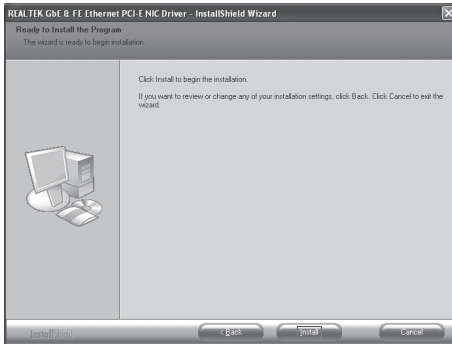 REALTEK GbE & FE Ethernet PCI-E NIC Driver - InstallShield Wizard
Ready to Install the Program
The wizard is ready to begin installation.
Click Install to begin the installation.
If you want to review or change any of your installation settings, click Back. Click Cancel to exit the
wizard.
InstallShield
< Back
Install
Cancel